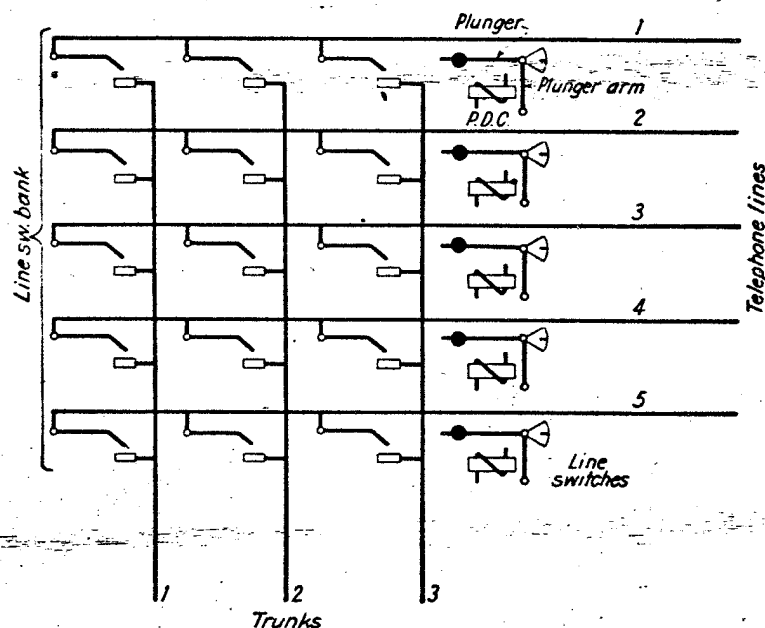 Plunger
1
Plunger arm
P.D.C.
2
Line sw. bank
3
Telephone lines
4
5
Line
switches
1
2
3
Trunks